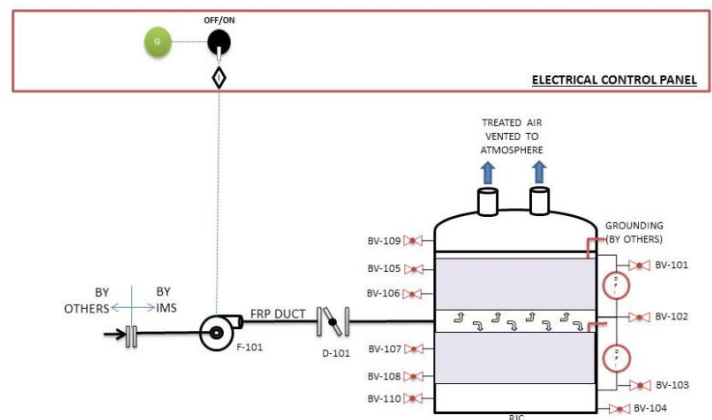 OFF/ON
G
ELECTRICAL CONTROL PANEL
TREATED AIR
VENTED TO
ATMOSPHERE
GROUNDING
(BY OTHERS)
BV-109
BV-105
BV-101
BV-106
BY
OTHERS
BY
IMS
FRP DUCT
BV-102
F-101
D-101
BV-107
BV-108
BV-103
BV-110
BV-104